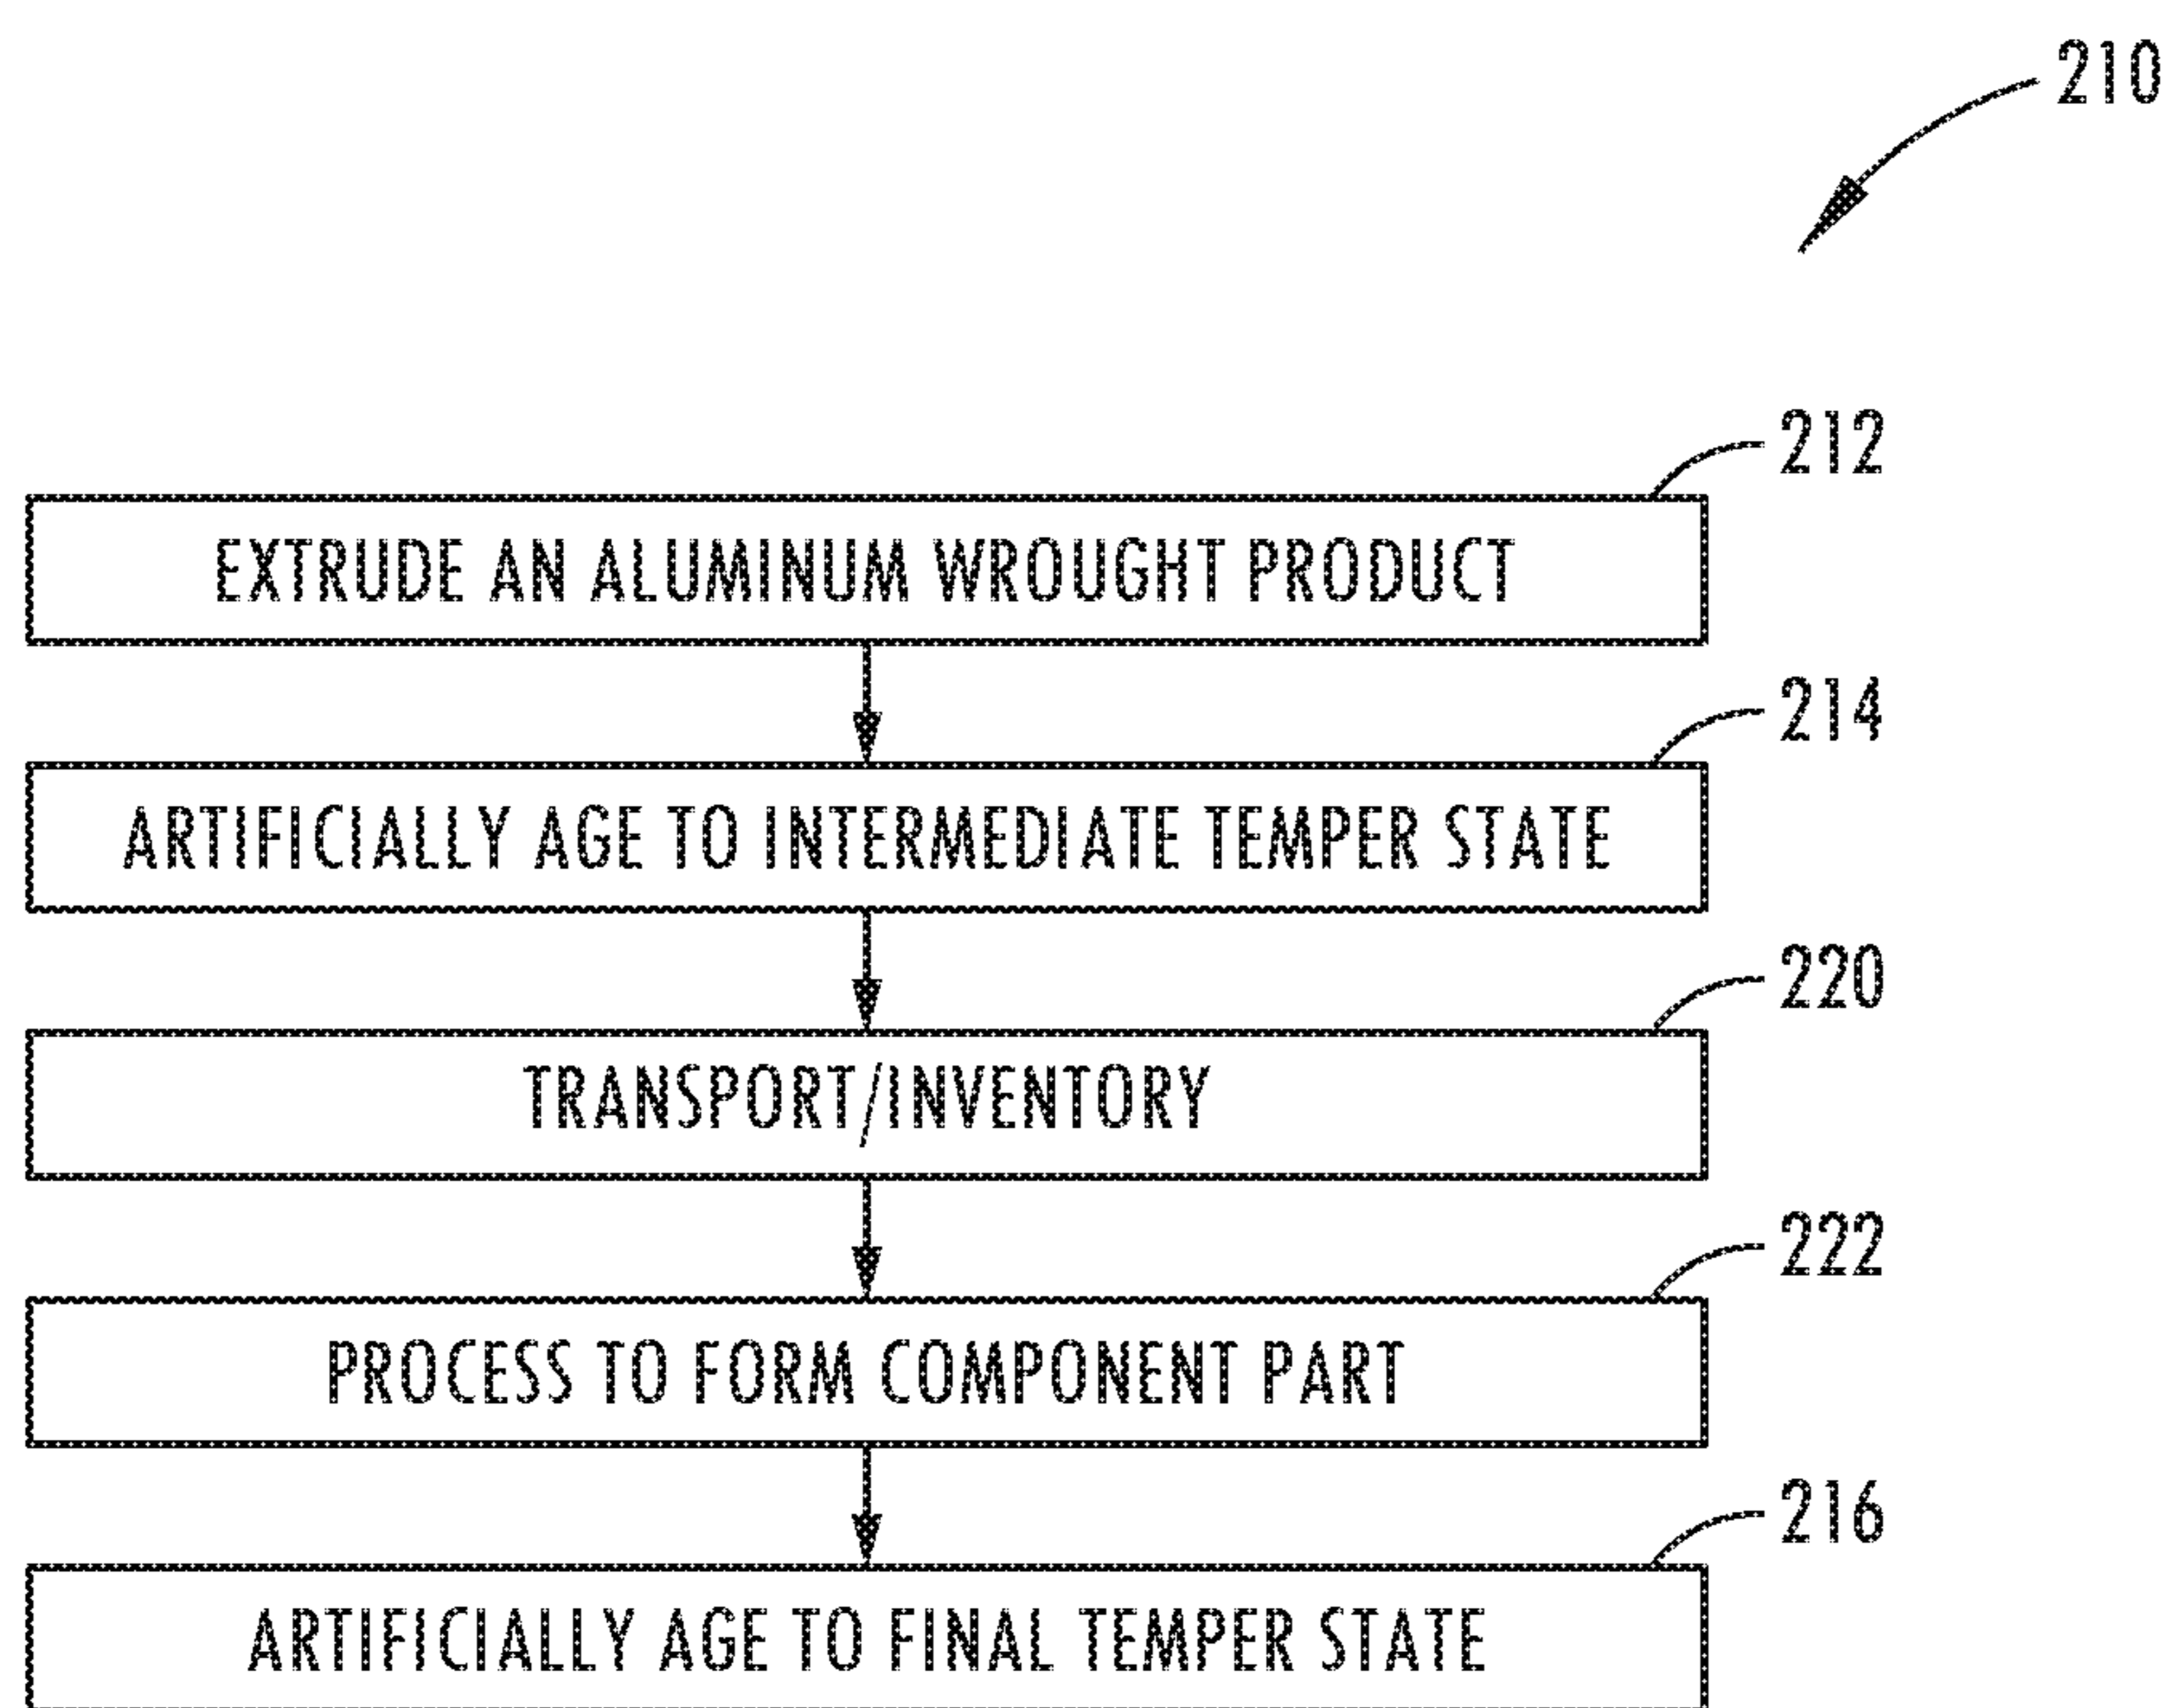 210
212
EXTRUDE AN ALUMINUM WROUGHT PRODUCT
214
ARTIFICIALLY AGE TO INTERMEDIATE TEMPER STATE
220
TRANSPORT/INVENTORY
222
PROCESS TO FORM COMPONENT PART
216
ARTIFICIALLY AGE TO FINAL TEMPER STATE